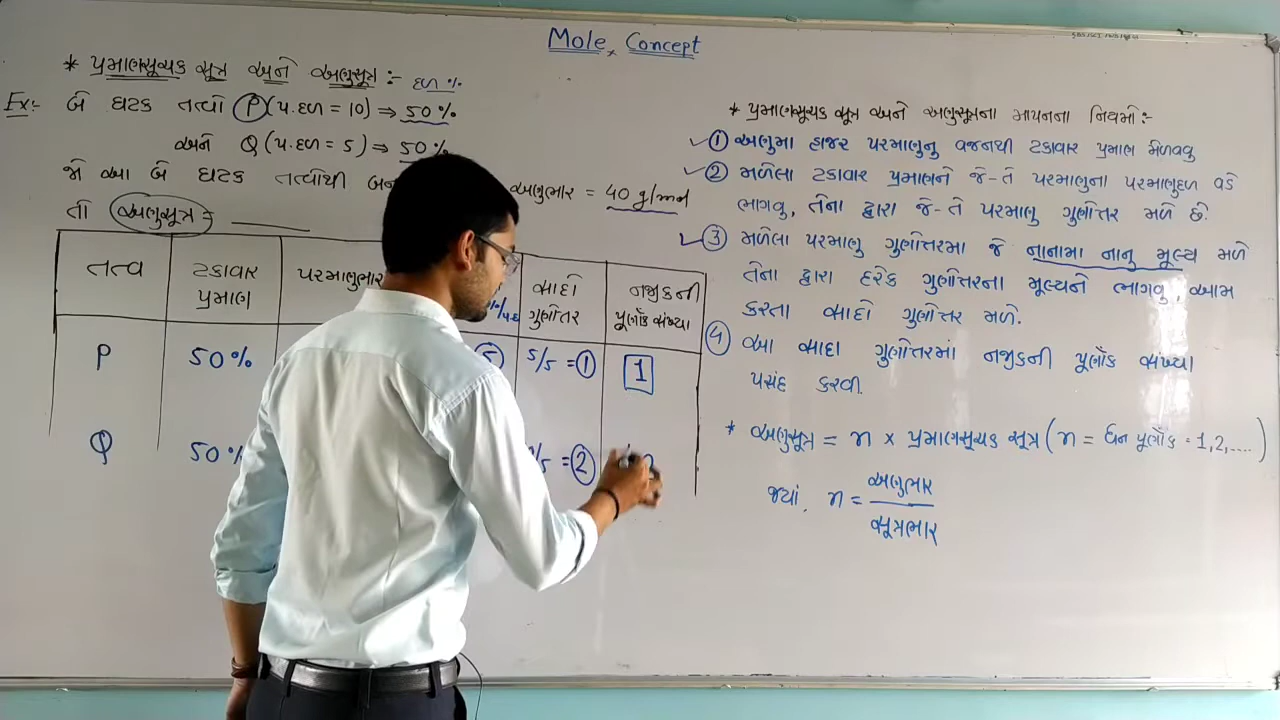 Mole Concept
* પ્રમાણસૂચક સૂત્ર અને અણુસૂત્ર :- દળ %
Ex:- બે ઘટક તત્વો P (પ.દળ = 10) ⇒ 50%
અને Q (પ.દળ = 5) ⇒ 50%
જો આ બે ઘટક તત્વોથી અણુભાર = 40 g/mol
તો અણુસૂત્ર = ______
તત્વ ટકાવાર પ્રમાણ પરમાણુભાર સાદો ગુણોત્તર નજીકની પૂર્ણાંક સંખ્યા
P 50% 5 5/5 = 1 1
Q 50% /5 = 2
* પ્રમાણસૂચક સૂત્ર અને અણુસૂત્રના માપનના નિયમો:-
1 અણુમા હાજર પરમાણુનુ વજનથી ટકાવાર પ્રમાણ મેળવવુ
2 મળેલા ટકાવાર પ્રમાણને જે-તે પરમાણુના પરમાણુદળ વડે
ભાગવુ, તેના દ્વારા જે-તે પરમાણુ ગુણોત્તર મળે છે.
3 મળેલા પરમાણુ ગુણોત્તરમા જે નાનામા નાનુ મૂલ્ય મળે
તેના દ્વારા દરેક ગુણોત્તરના મૂલ્યને ભાગવુ, આમ
કરતા સાદો ગુણોત્તર મળે.
4 આ સાદા ગુણોત્તરમાં નજીકની પૂર્ણાંક સંખ્યા
પસંદ કરવી.
* અણુસૂત્ર = n × પ્રમાણસૂચક સૂત્ર (n = ધન પૂર્ણાંક = 1,2,....)
જ્યાં, n = અણુભાર
સૂત્રભાર